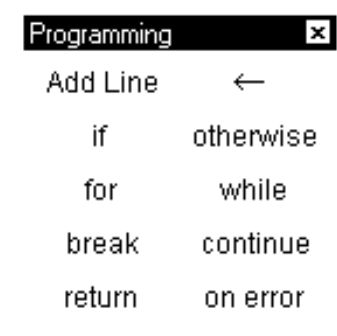 Programming
Add Line ←
if otherwise
for while
break continue
return on error